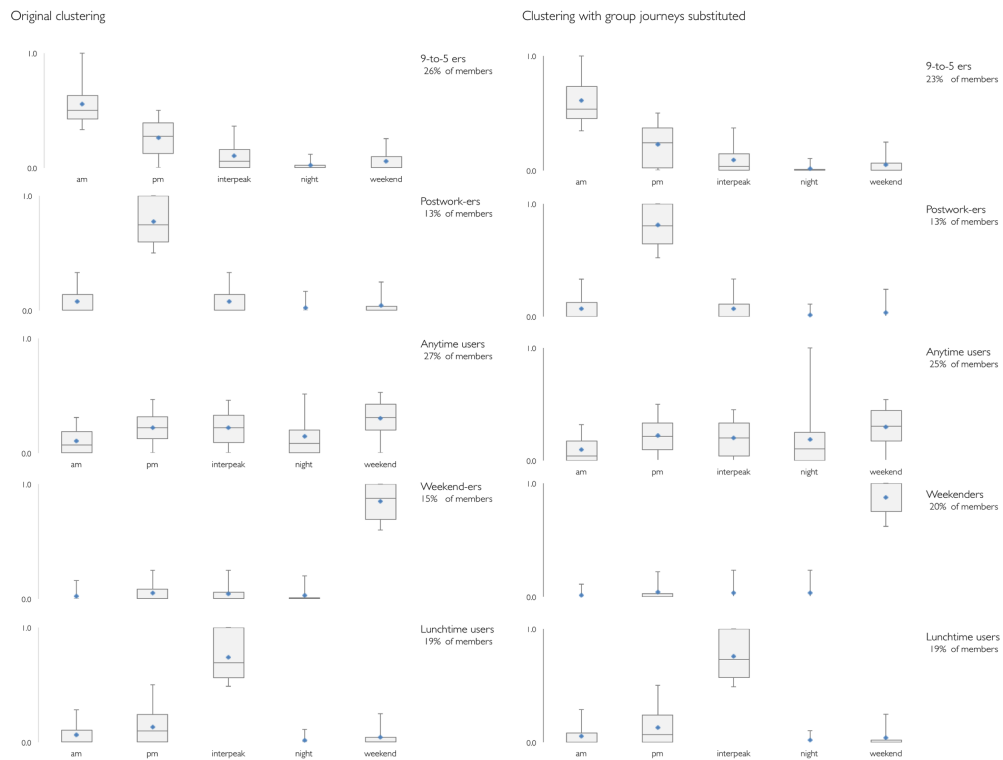 Original clustering
Clustering with group journeys substituted
1.0
9-to-5 ers
26% of members
0.0
am pm interpeak night weekend
1.0
9-to-5 ers
23% of members
0.0
am pm interpeak night weekend
1.0
Postwork-ers
13% of members
0.0
1.0
Postwork-ers
13% of members
0.0
1.0
Anytime users
27% of members
0.0
am pm interpeak night weekend
1.0
Anytime users
25% of members
0.0
am pm interpeak night weekend
1.0
Weekend-ers
15% of members
0.0
1.0
Weekenders
20% of members
0.0
1.0
Lunchtime users
19% of members
0.0
am pm interpeak night weekend
1.0
Lunchtime users
19% of members
0.0
am pm interpeak night weekend